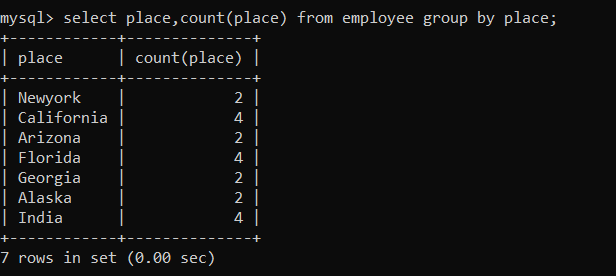 mysql> select place,count(place) from employee group by place;
+------------+--------------+
| place      | count(place) |
+------------+--------------+
| Newyork    |            2 |
| California |            4 |
| Arizona    |            2 |
| Florida    |            4 |
| Georgia    |            2 |
| Alaska     |            2 |
| India      |            4 |
+------------+--------------+
7 rows in set (0.00 sec)